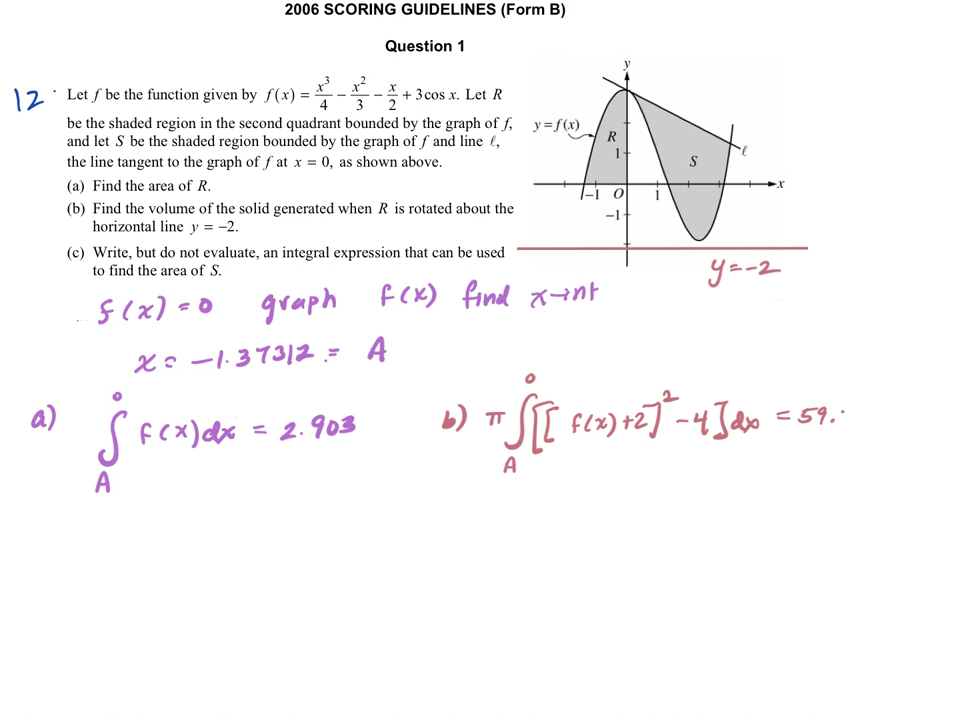 2006 SCORING GUIDELINES (Form B)
Question 1
12. Let f be the function given by f(x) = x³/4 − x²/3 − x/2 + 3 cos x. Let R
be the shaded region in the second quadrant bounded by the graph of f,
and let S be the shaded region bounded by the graph of f and line ℓ,
the line tangent to the graph of f at x = 0, as shown above.
(a) Find the area of R.
(b) Find the volume of the solid generated when R is rotated about the
horizontal line y = −2.
(c) Write, but do not evaluate, an integral expression that can be used
to find the area of S.
y
y = f(x)
R
1
S
ℓ
−1 O 1 x
−1
y = −2
f(x) = 0 graph f(x) find x-int
x = −1.37312 = A
a) ∫_A^0 f(x)dx = 2.903
b) π ∫_A^0 [[f(x)+2]² − 4]dx = 59.